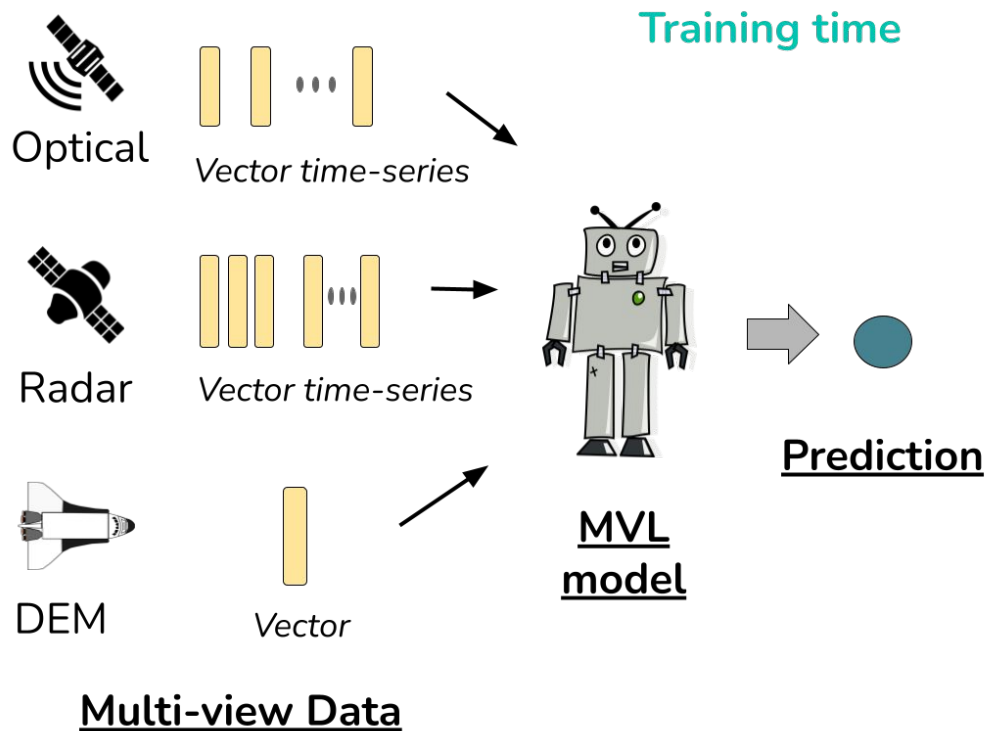 Training time
Optical
Vector time-series
Radar
Vector time-series
DEM
Vector
Multi-view Data
MVL
model
Prediction